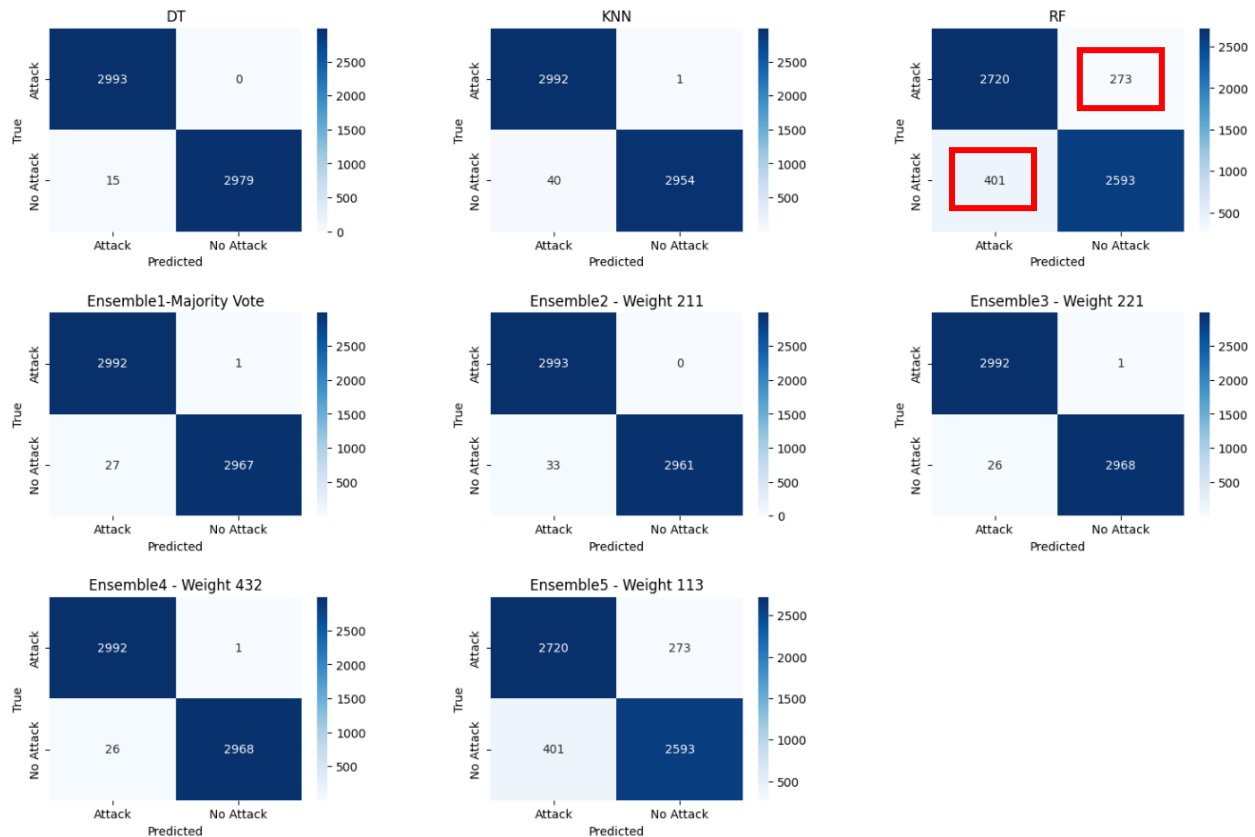 DT
Attack
No Attack
True
2993
0
15
2979
2500
2000
1500
1000
500
0
Attack
No Attack
Predicted
KNN
Attack
No Attack
True
2992
1
40
2954
2500
2000
1500
1000
500
Attack
No Attack
Predicted
RF
Attack
No Attack
True
2720
273
401
2593
2500
2000
1500
1000
500
Attack
No Attack
Predicted
Ensemble1-Majority Vote
Attack
No Attack
True
2992
1
27
2967
2500
2000
1500
1000
500
Attack
No Attack
Predicted
Ensemble2 - Weight 211
Attack
No Attack
True
2993
0
33
2961
2500
2000
1500
1000
500
0
Attack
No Attack
Predicted
Ensemble3 - Weight 221
Attack
No Attack
True
2992
1
26
2968
2500
2000
1500
1000
500
Attack
No Attack
Predicted
Ensemble4 - Weight 432
Attack
No Attack
True
2992
1
26
2968
2500
2000
1500
1000
500
Attack
No Attack
Predicted
Ensemble5 - Weight 113
Attack
No Attack
True
2720
273
401
2593
2500
2000
1500
1000
500
Attack
No Attack
Predicted